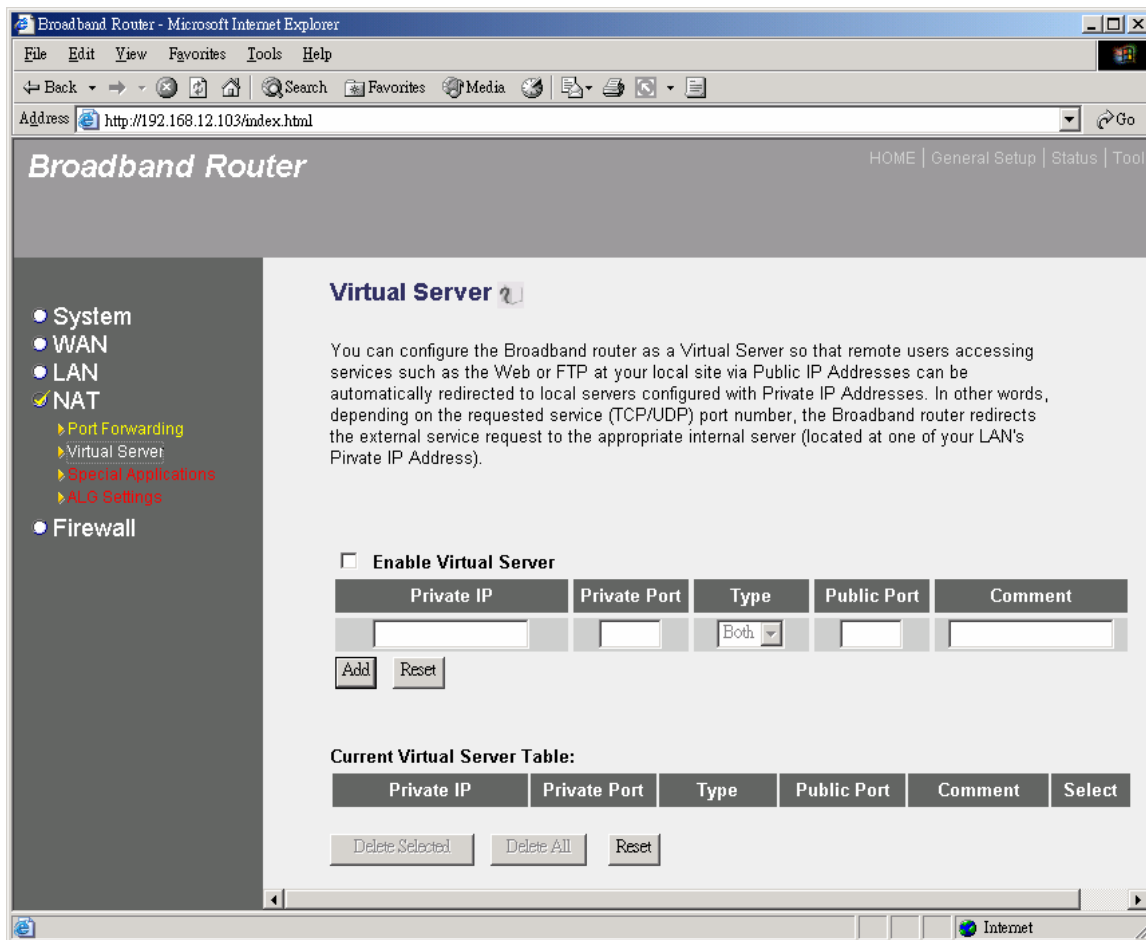 Broadband Router - Microsoft Internet Explorer
File Edit View Favorites Tools Help
Back Search Favorites Media
Address http://192.168.12.103/index.html Go
Broadband Router
HOME | General Setup | Status | Tool
System
WAN
LAN
NAT
Port Forwarding
Virtual Server
Special Applications
ALG Settings
Firewall
Virtual Server
You can configure the Broadband router as a Virtual Server so that remote users accessing
services such as the Web or FTP at your local site via Public IP Addresses can be
automatically redirected to local servers configured with Private IP Addresses. In other words,
depending on the requested service (TCP/UDP) port number, the Broadband router redirects
the external service request to the appropriate internal server (located at one of your LAN's
Pirvate IP Address).
Enable Virtual Server
Private IP Private Port Type Public Port Comment
Both
Add Reset
Current Virtual Server Table:
Private IP Private Port Type Public Port Comment Select
Delete Selected Delete All Reset
Internet